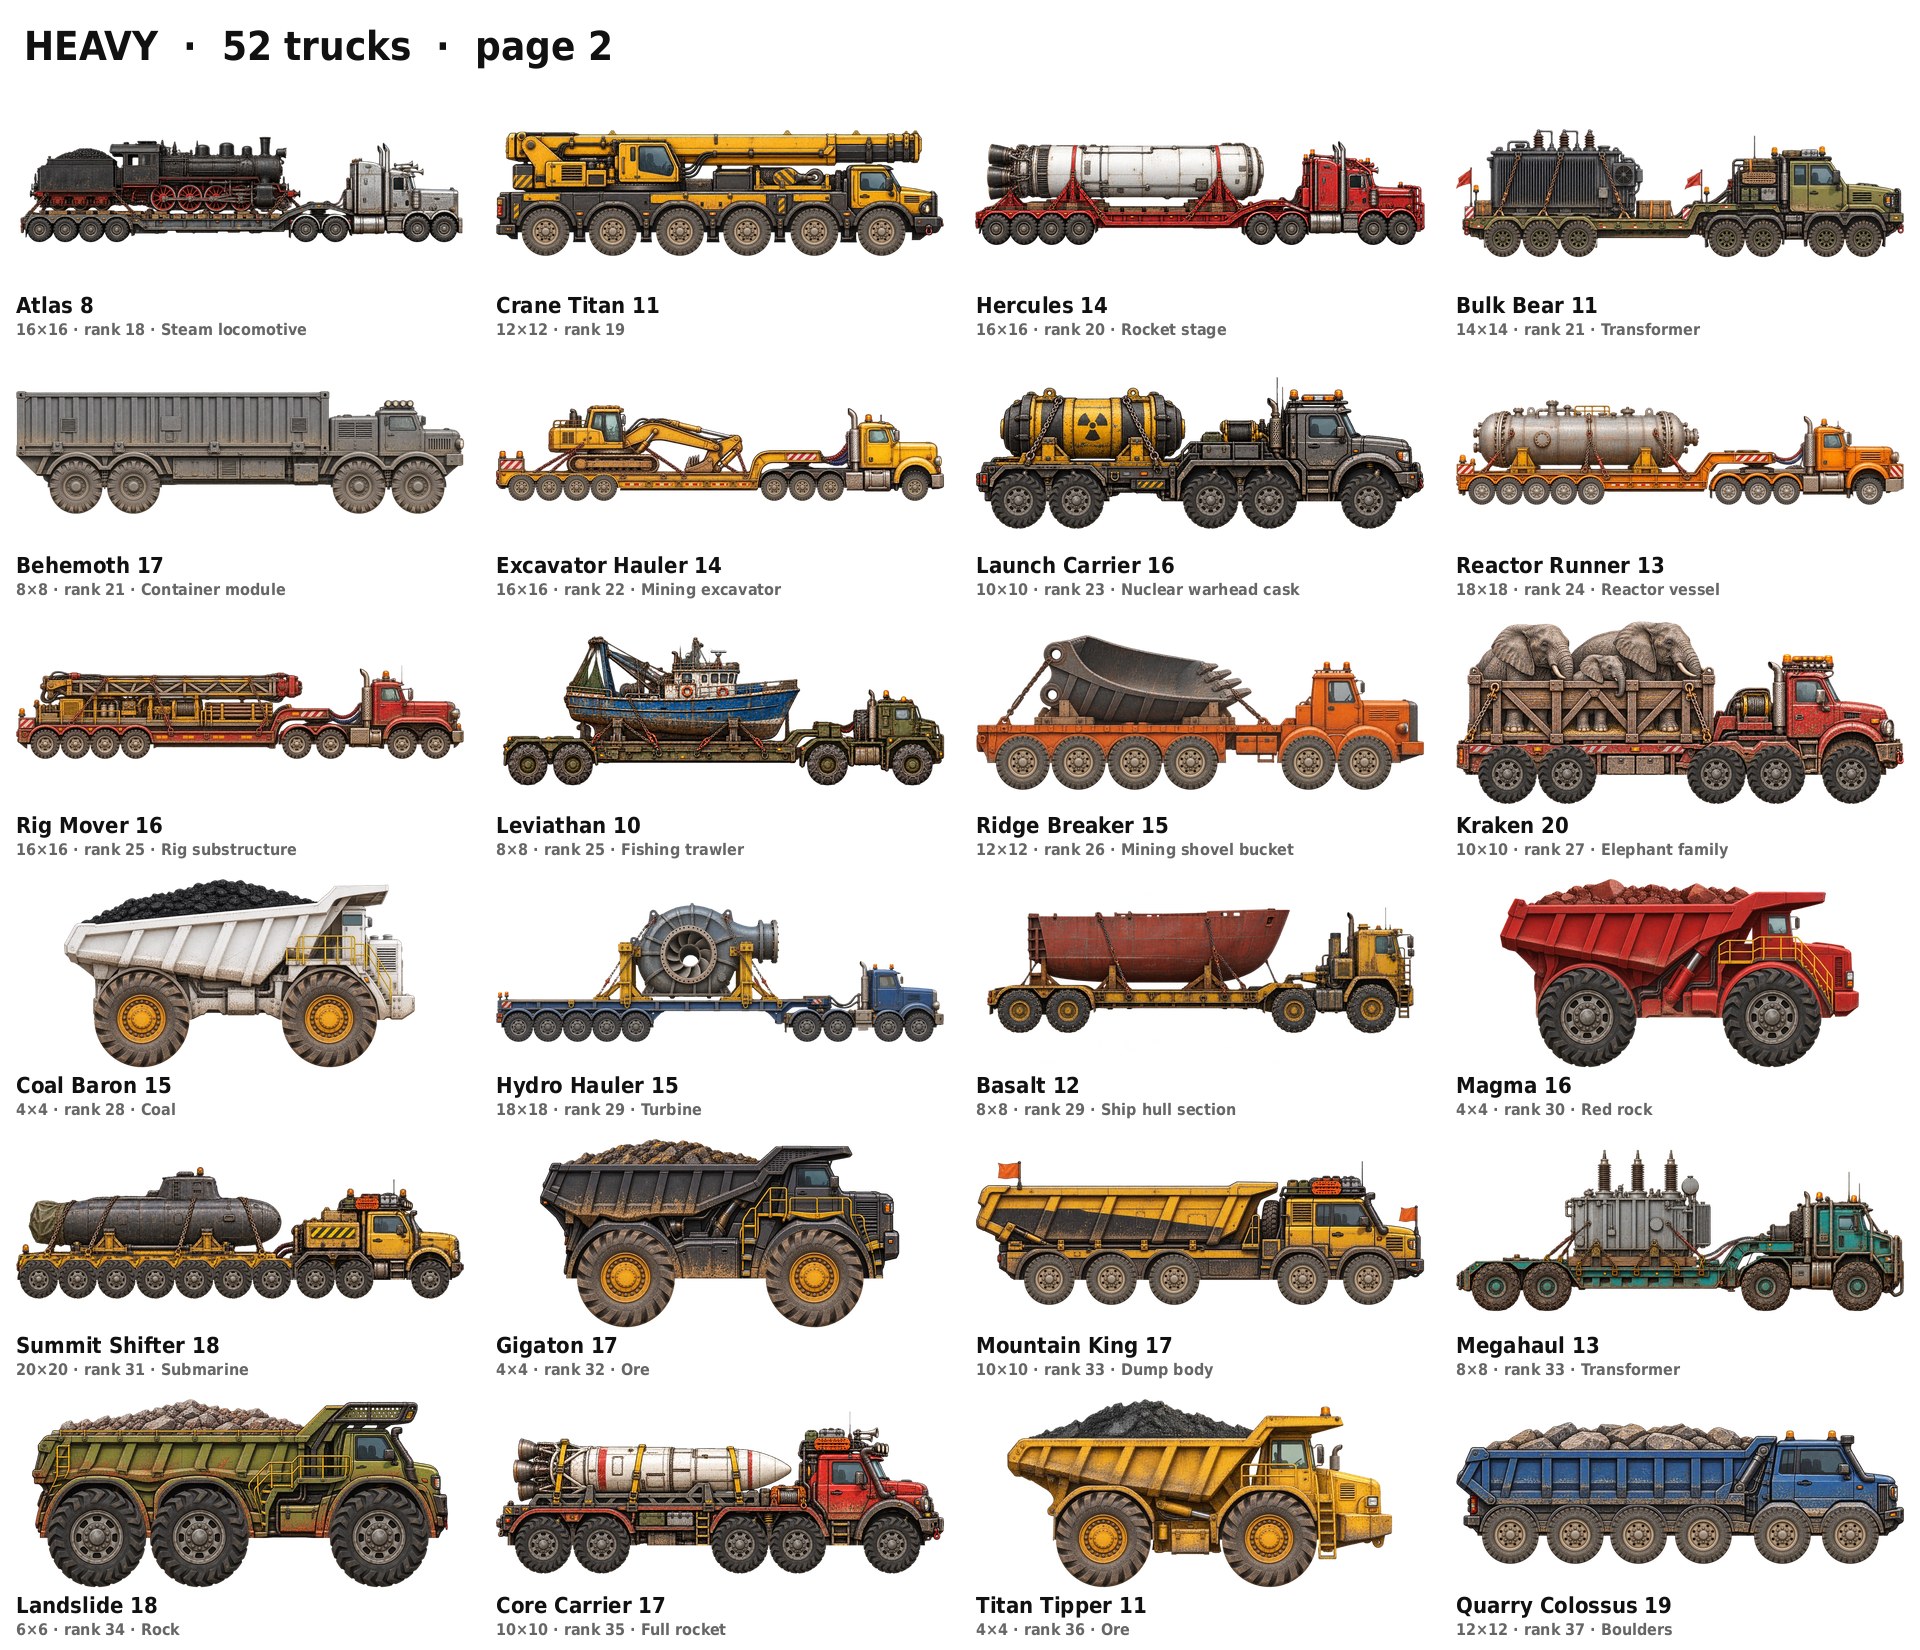 HEAVY · 52 trucks · page 2
Atlas 8
16×16 · rank 18 · Steam locomotive
Crane Titan 11
12×12 · rank 19
Hercules 14
16×16 · rank 20 · Rocket stage
Bulk Bear 11
14×14 · rank 21 · Transformer
Behemoth 17
8×8 · rank 21 · Container module
Excavator Hauler 14
16×16 · rank 22 · Mining excavator
Launch Carrier 16
10×10 · rank 23 · Nuclear warhead cask
Reactor Runner 13
18×18 · rank 24 · Reactor vessel
Rig Mover 16
16×16 · rank 25 · Rig substructure
Leviathan 10
8×8 · rank 25 · Fishing trawler
Ridge Breaker 15
12×12 · rank 26 · Mining shovel bucket
Kraken 20
10×10 · rank 27 · Elephant family
Coal Baron 15
4×4 · rank 28 · Coal
Hydro Hauler 15
18×18 · rank 29 · Turbine
Basalt 12
8×8 · rank 29 · Ship hull section
Magma 16
4×4 · rank 30 · Red rock
Summit Shifter 18
20×20 · rank 31 · Submarine
Gigaton 17
4×4 · rank 32 · Ore
Mountain King 17
10×10 · rank 33 · Dump body
Megahaul 13
8×8 · rank 33 · Transformer
Landslide 18
6×6 · rank 34 · Rock
Core Carrier 17
10×10 · rank 35 · Full rocket
Titan Tipper 11
4×4 · rank 36 · Ore
Quarry Colossus 19
12×12 · rank 37 · Boulders